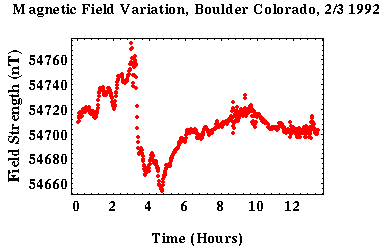 Magnetic Field Variation, Boulder Colorado, 2/3 1992
Field Strength (nT)
54760
54740
54720
54700
54680
54660
0 2 4 6 8 10 12
Time (Hours)